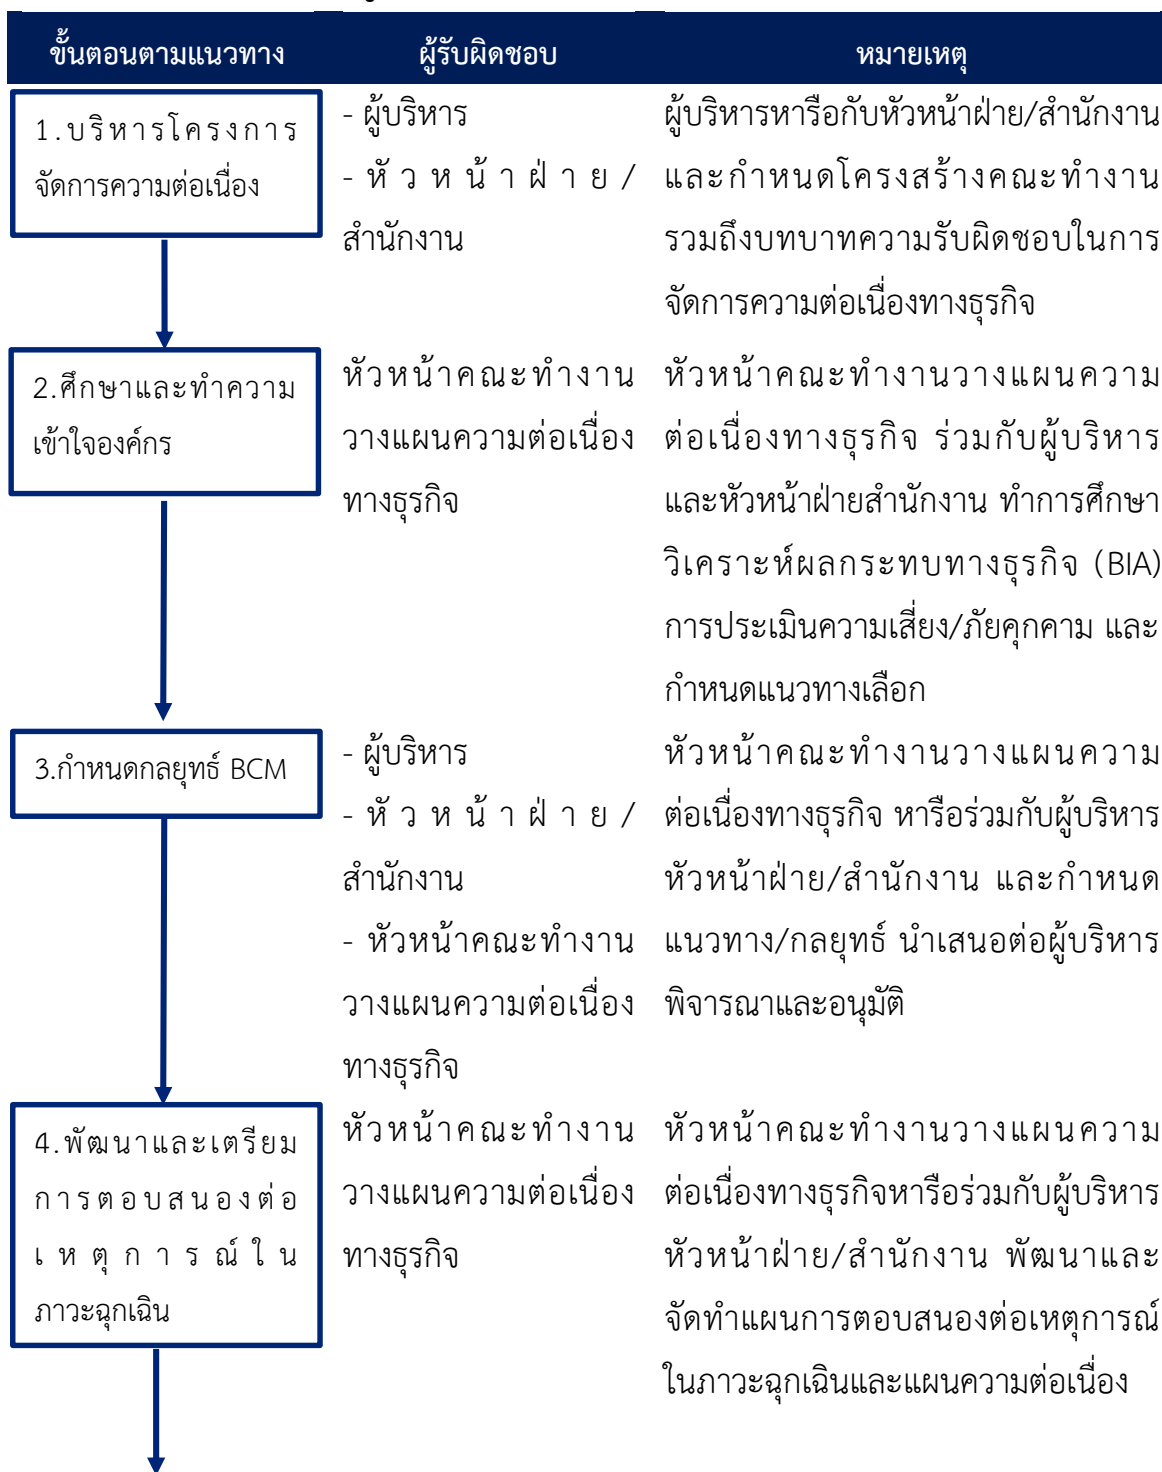 ขั้นตอนตามแนวทาง ผู้รับผิดชอบ หมายเหตุ
1.บริหารโครงการ
จัดการความต่อเนื่อง
- ผู้บริหาร
- หัวหน้าฝ่าย/
สำนักงาน
ผู้บริหารหารือกับหัวหน้าฝ่าย/สำนักงาน
และกำหนดโครงสร้างคณะทำงาน
รวมถึงบทบาทความรับผิดชอบในการ
จัดการความต่อเนื่องทางธุรกิจ
2.ศึกษาและทำความ
เข้าใจองค์กร
หัวหน้าคณะทำงาน
วางแผนความต่อเนื่อง
ทางธุรกิจ
หัวหน้าคณะทำงานวางแผนความ
ต่อเนื่องทางธุรกิจ ร่วมกับผู้บริหาร
และหัวหน้าฝ่ายสำนักงาน ทำการศึกษา
วิเคราะห์ผลกระทบทางธุรกิจ (BIA)
การประเมินความเสี่ยง/ภัยคุกคาม และ
กำหนดแนวทางเลือก
3.กำหนดกลยุทธ์ BCM
- ผู้บริหาร
- หัวหน้าฝ่าย/
สำนักงาน
- หัวหน้าคณะทำงาน
วางแผนความต่อเนื่อง
ทางธุรกิจ
หัวหน้าคณะทำงานวางแผนความ
ต่อเนื่องทางธุรกิจ หารือร่วมกับผู้บริหาร
หัวหน้าฝ่าย/สำนักงาน และกำหนด
แนวทาง/กลยุทธ์ นำเสนอต่อผู้บริหาร
พิจารณาและอนุมัติ
4.พัฒนาและเตรียม
การตอบสนองต่อ
เหตุการณ์ใน
ภาวะฉุกเฉิน
หัวหน้าคณะทำงาน
วางแผนความต่อเนื่อง
ทางธุรกิจ
หัวหน้าคณะทำงานวางแผนความ
ต่อเนื่องทางธุรกิจหารือร่วมกับผู้บริหาร
หัวหน้าฝ่าย/สำนักงาน พัฒนาและ
จัดทำแผนการตอบสนองต่อเหตุการณ์
ในภาวะฉุกเฉินและแผนความต่อเนื่อง